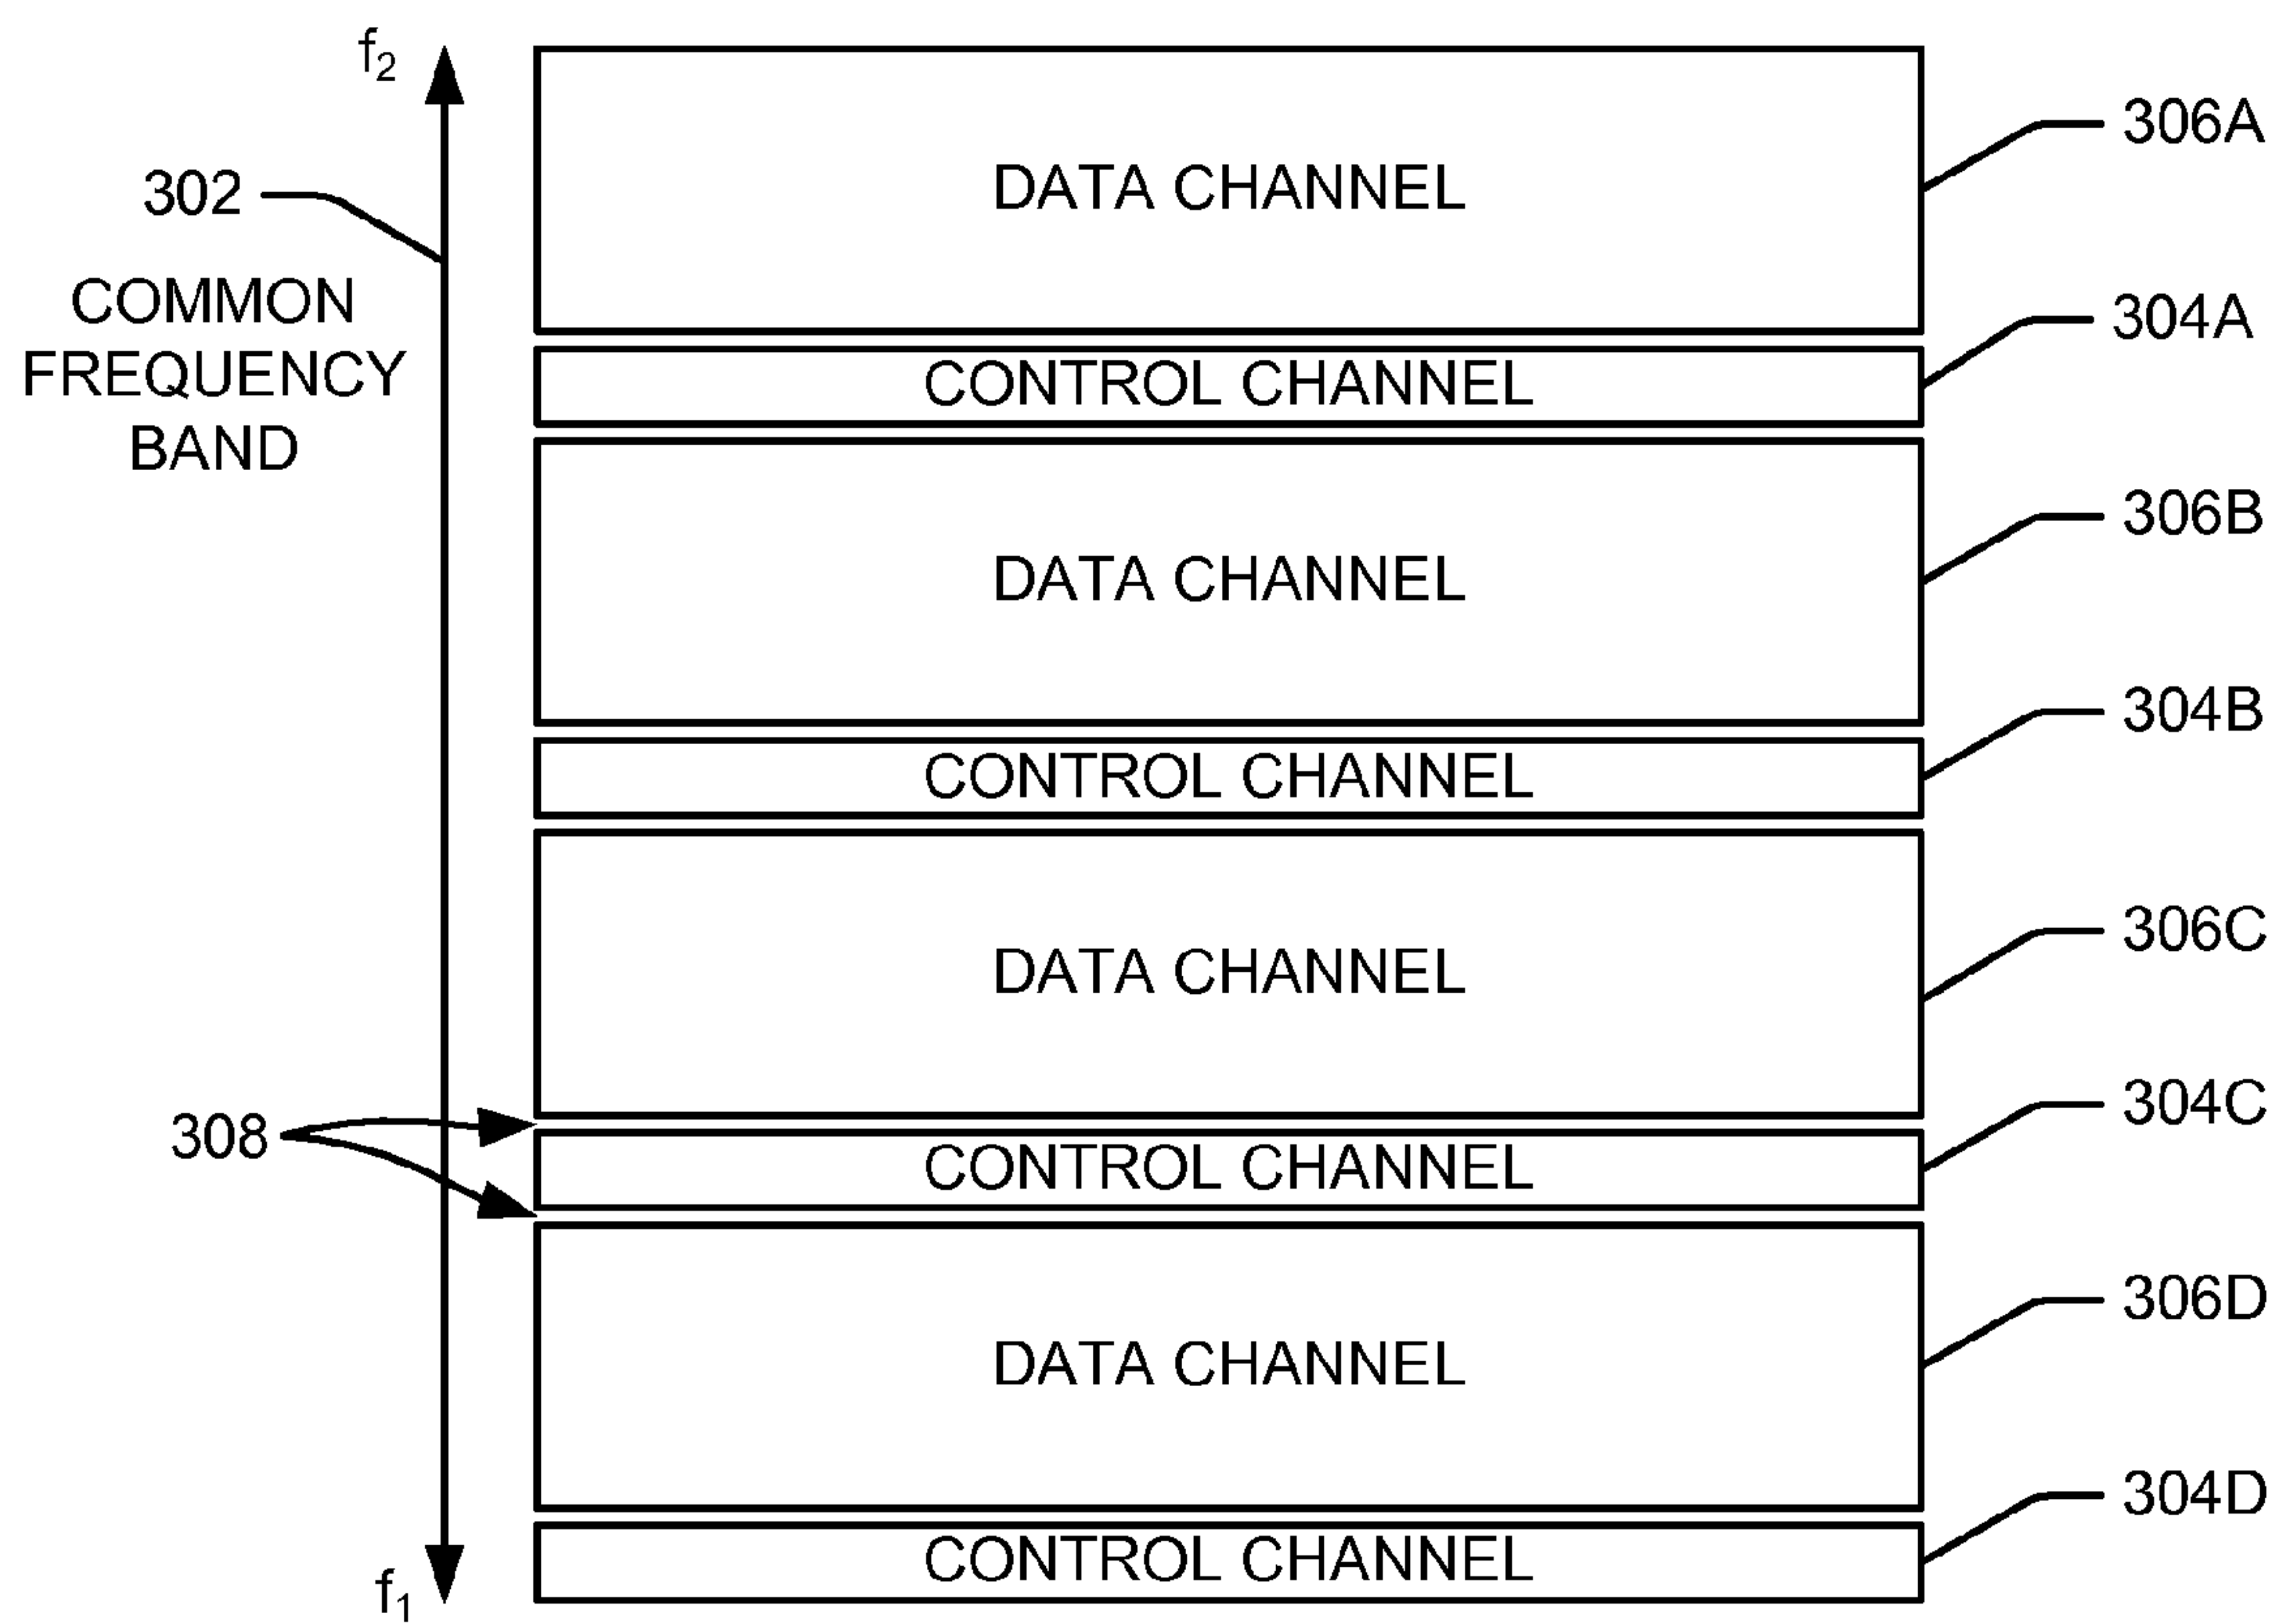 f2
306A
DATA CHANNEL
302
304A
COMMON
FREQUENCY
BAND
CONTROL CHANNEL
306B
DATA CHANNEL
304B
CONTROL CHANNEL
306C
DATA CHANNEL
304C
308
CONTROL CHANNEL
306D
DATA CHANNEL
304D
CONTROL CHANNEL
f1